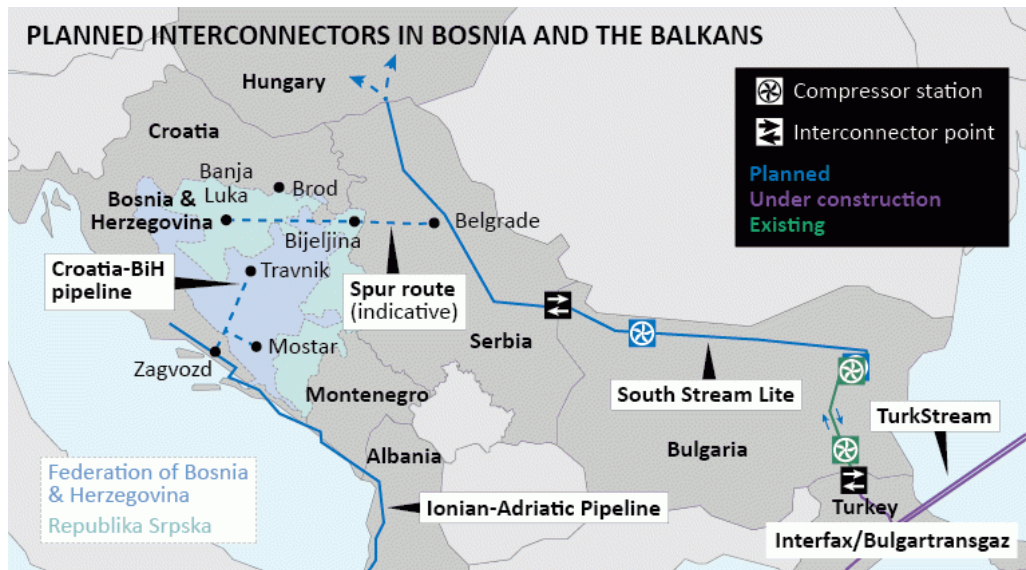 PLANNED INTERCONNECTORS IN BOSNIA AND THE BALKANS
Hungary
Compressor station
Interconnector point
Planned
Under construction
Existing
Croatia
Banja
Luka
Brod
Bosnia &
Herzegovina
Bijeljina
Belgrade
Croatia-BiH
pipeline
Travnik
Spur route
(indicative)
Serbia
Zagvozd
Mostar
Montenegro
South Stream Lite
TurkStream
Albania
Bulgaria
Federation of Bosnia
& Herzegovina
Republika Srpska
Ionian-Adriatic Pipeline
Turkey
Interfax/Bulgartransgaz